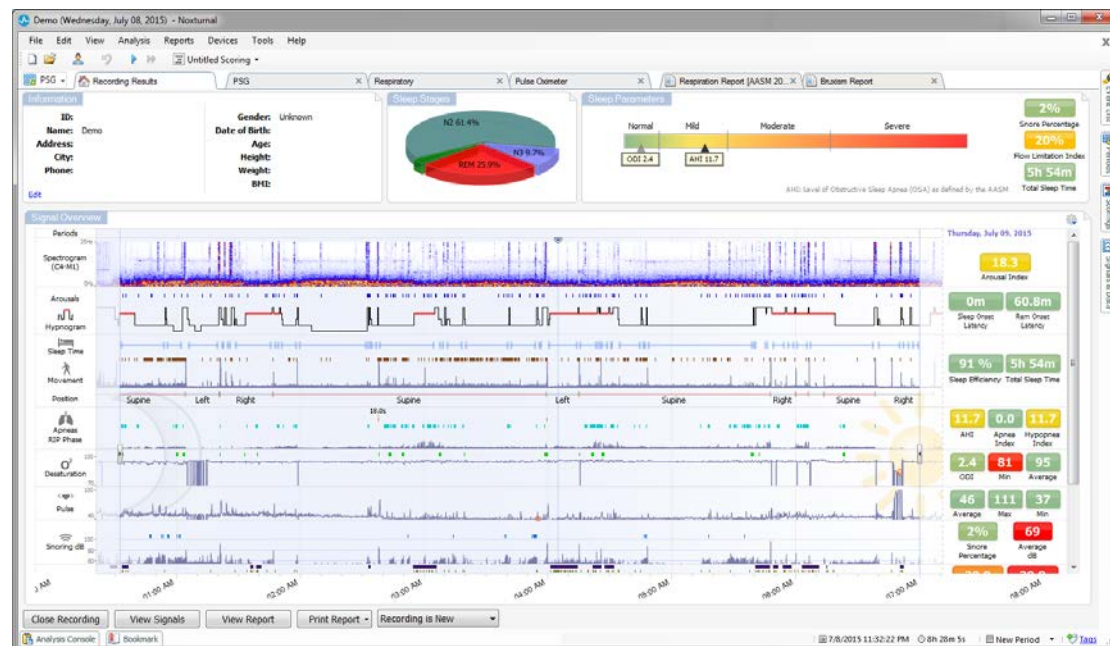 Demo (Wednesday, July 08, 2015) - Noxturnal
File Edit View Analysis Reports Devices Tools Help
Untitled Scoring
PSG Recording Results PSG Respiratory Pulse Oximeter Respiration Report [AASM 20... Bruxism Report
Information Sleep Stages Sleep Parameters
ID:
Name: Demo
Address:
City:
Phone:
Edit
Gender: Unknown
Date of Birth:
Age:
Height:
Weight:
BMI:
N2 61.4%
N3 9.7%
REM 25.9%
Normal Mild Moderate Severe
ODI 2.4 AHI 11.7
AHI: Level of Obstructive Sleep Apnea (OSA) as defined by the AASM
2%
Snore Percentage
20%
Flow Limitation Index
5h 54m
Total Sleep Time
Signal Overview
Periods
Thursday, July 09, 2015
Spectrogram
(C4-M1)
18.3
Arousal Index
Arousals
Hypnogram
0m 60.8m
Sleep Onset Latency Rem Onset Latency
Sleep Time
Movement
91 % 5h 54m
Sleep Efficiency Total Sleep Time
Position Supine Left Right Supine Left Supine Right Supine Right
18.0s
Apneas
RIP Phase
11.7 0.0 11.7
AHI Apnea Index Hypopnea Index
Desaturation
2.4 81 95
ODI Min Average
Pulse
46 111 37
Average Max Min
Snoring dB
2% 69
Snore Percentage Average dB
01:00 AM 02:00 AM 03:00 AM 04:00 AM 05:00 AM 06:00 AM 07:00 AM 08:00 AM
Close Recording View Signals View Report Print Report Recording is New
Analysis Console Bookmark
7/8/2015 11:32:22 PM 8h 28m 5s New Period Tags